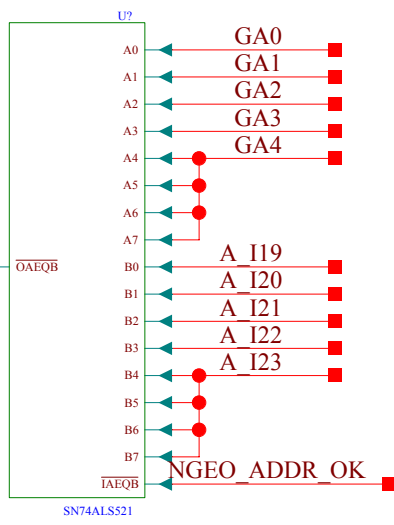 U?
A0 GA0
A1 GA1
A2 GA2
A3 GA3
A4 GA4
A5
A6
A7
OAEQB B0 A_I19
B1 A_I20
B2 A_I21
B3 A_I22
B4 A_I23
B5
B6
B7
IAEQB NGEO_ADDR_OK
SN74ALS521